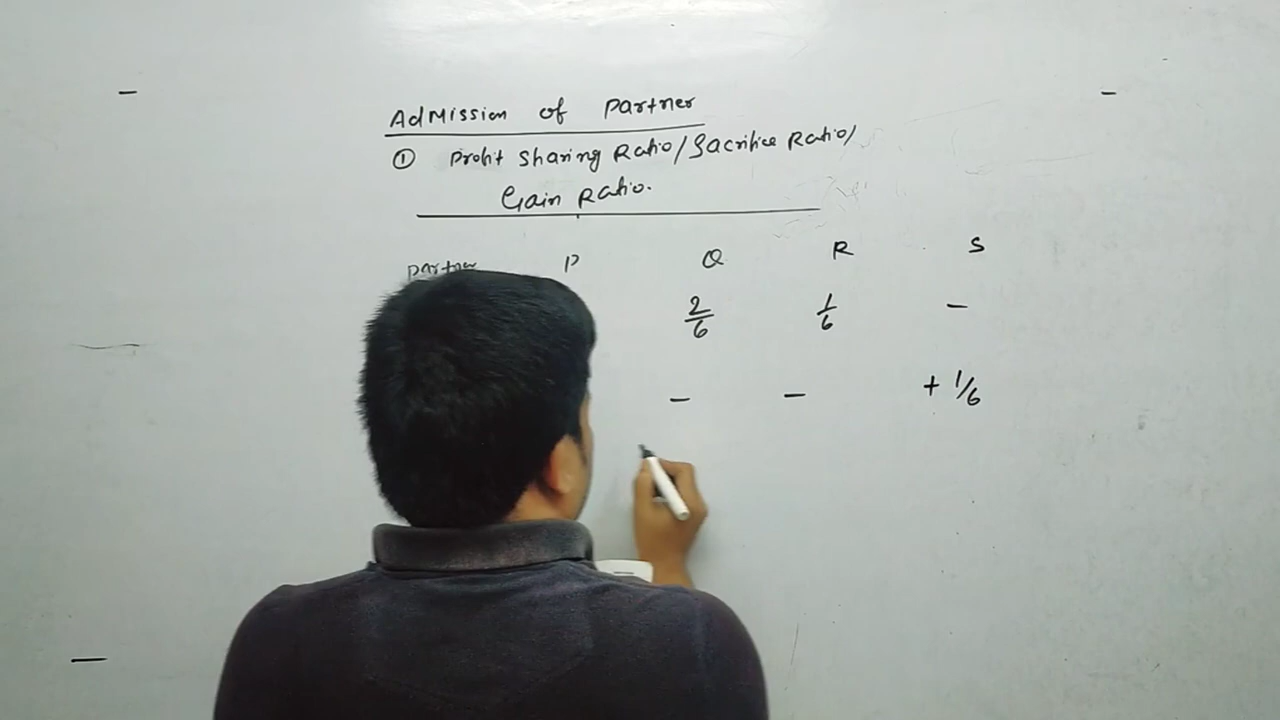 Admission of Partner
① Profit Sharing Ratio/Sacrifice Ratio/
Gain Ratio.
Partner P Q R S
2/6 1/6 –
– – + 1/6